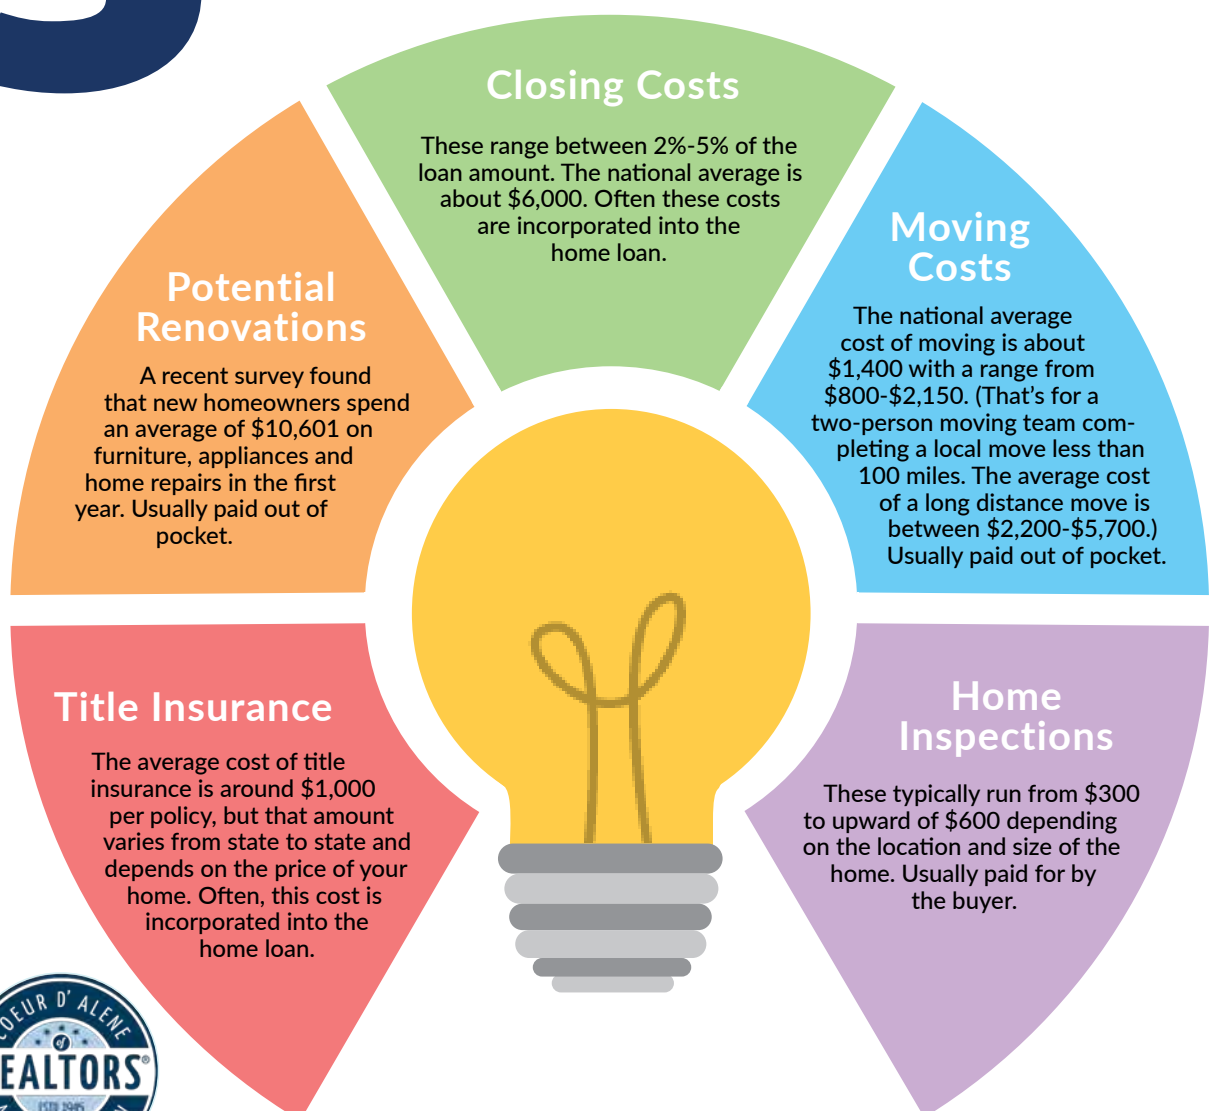 Closing Costs
These range between 2%-5% of the
loan amount. The national average is
about $6,000. Often these costs
are incorporated into the
home loan.
Moving
Costs
The national average
cost of moving is about
$1,400 with a range from
$800-$2,150. (That's for a
two-person moving team com-
pleting a local move less than
100 miles. The average cost
of a long distance move is
between $2,200-$5,700.)
Usually paid out of pocket.
Potential
Renovations
A recent survey found
that new homeowners spend
an average of $10,601 on
furniture, appliances and
home repairs in the first
year. Usually paid out of
pocket.
Title Insurance
The average cost of title
insurance is around $1,000
per policy, but that amount
varies from state to state and
depends on the price of your
home. Often, this cost is
incorporated into the
home loan.
Home
Inspections
These typically run from $300
to upward of $600 depending
on the location and size of the
home. Usually paid for by
the buyer.
COEUR D' ALENE
of
EALTORS®
ESTD 1945